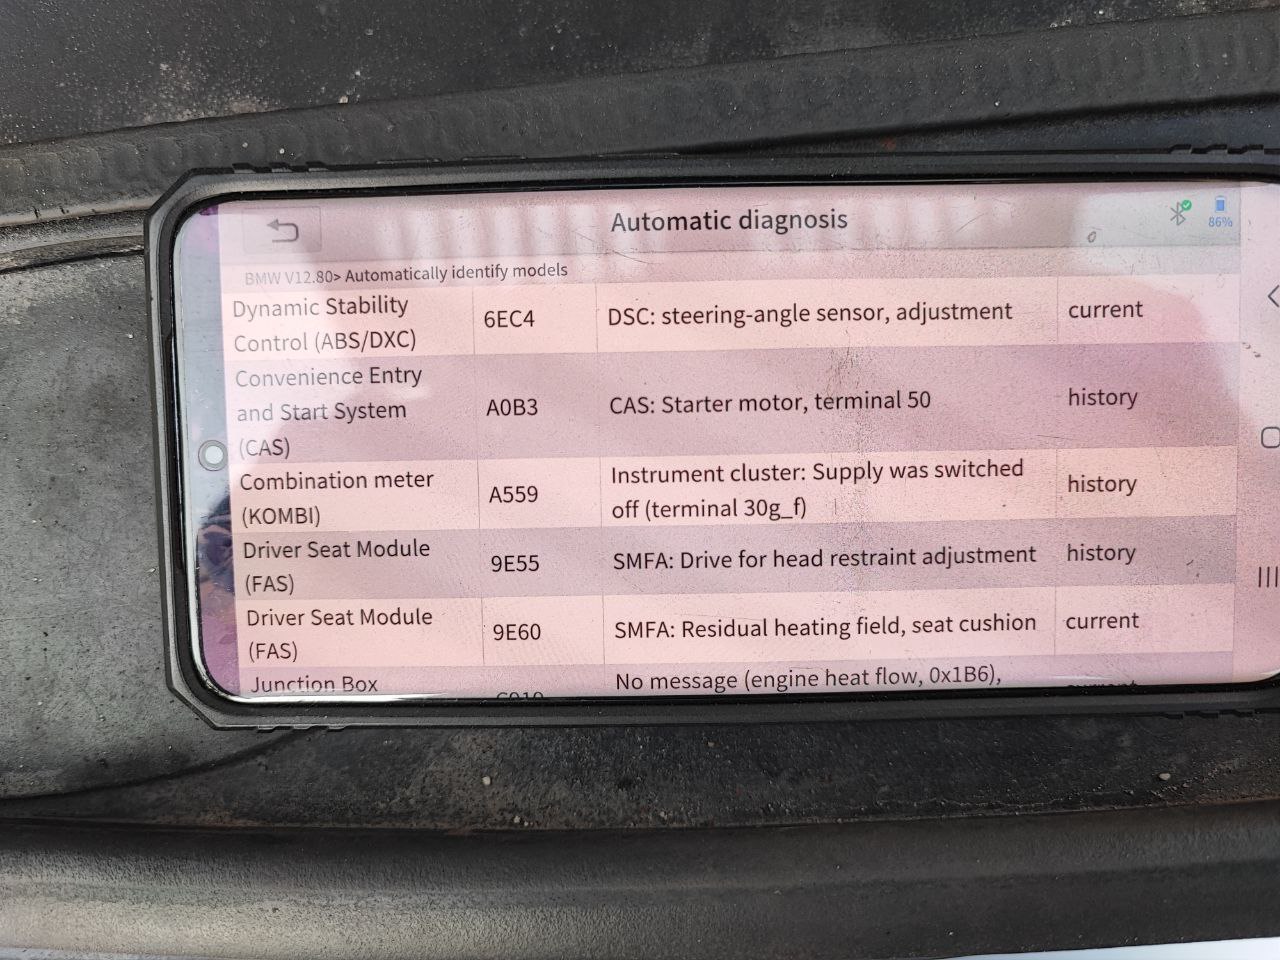 Automatic diagnosis
86%
BMW V12.80> Automatically identify models
Dynamic Stability
Control (ABS/DXC)
6EC4
DSC: steering-angle sensor, adjustment
current
Convenience Entry
and Start System
(CAS)
A0B3
CAS: Starter motor, terminal 50
history
Combination meter
(KOMBI)
A559
Instrument cluster: Supply was switched
off (terminal 30g_f)
history
Driver Seat Module
(FAS)
9E55
SMFA: Drive for head restraint adjustment
history
Driver Seat Module
(FAS)
9E60
SMFA: Residual heating field, seat cushion
current
Junction Box
No message (engine heat flow, 0x1B6),